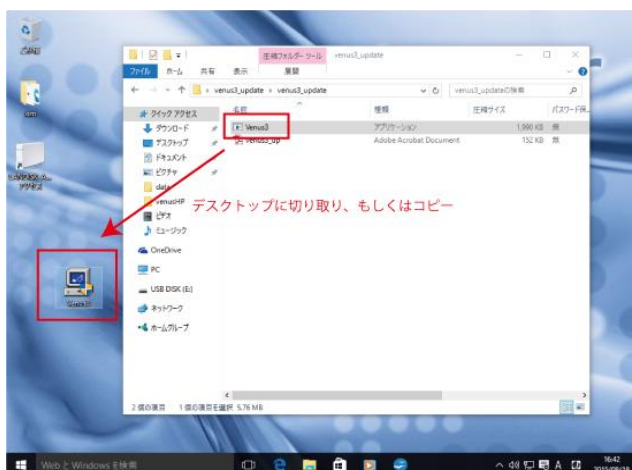 ごみ箱
圧縮フォルダー ツール
venus3_update
ファイル
ホーム
共有
表示
展開
venus3_update › venus3_update
venus3_updateの検索
クイック アクセス
ダウンロード
デスクトップ
ドキュメント
ピクチャ
data
venusHP
ビデオ
ミュージック
OneDrive
PC
USB DISK (E:)
ネットワーク
ホームグループ
名前
種類
圧縮サイズ
パスワード保...
Venus3
アプリケーション
1,990 KB
無
venus3_up
Adobe Acrobat Document
152 KB
無
デスクトップに切り取り、もしくはコピー
アクセス
Venus3
2 個の項目
1 個の項目を選択 5.76 MB
Web と Windows を検索
A
16:42